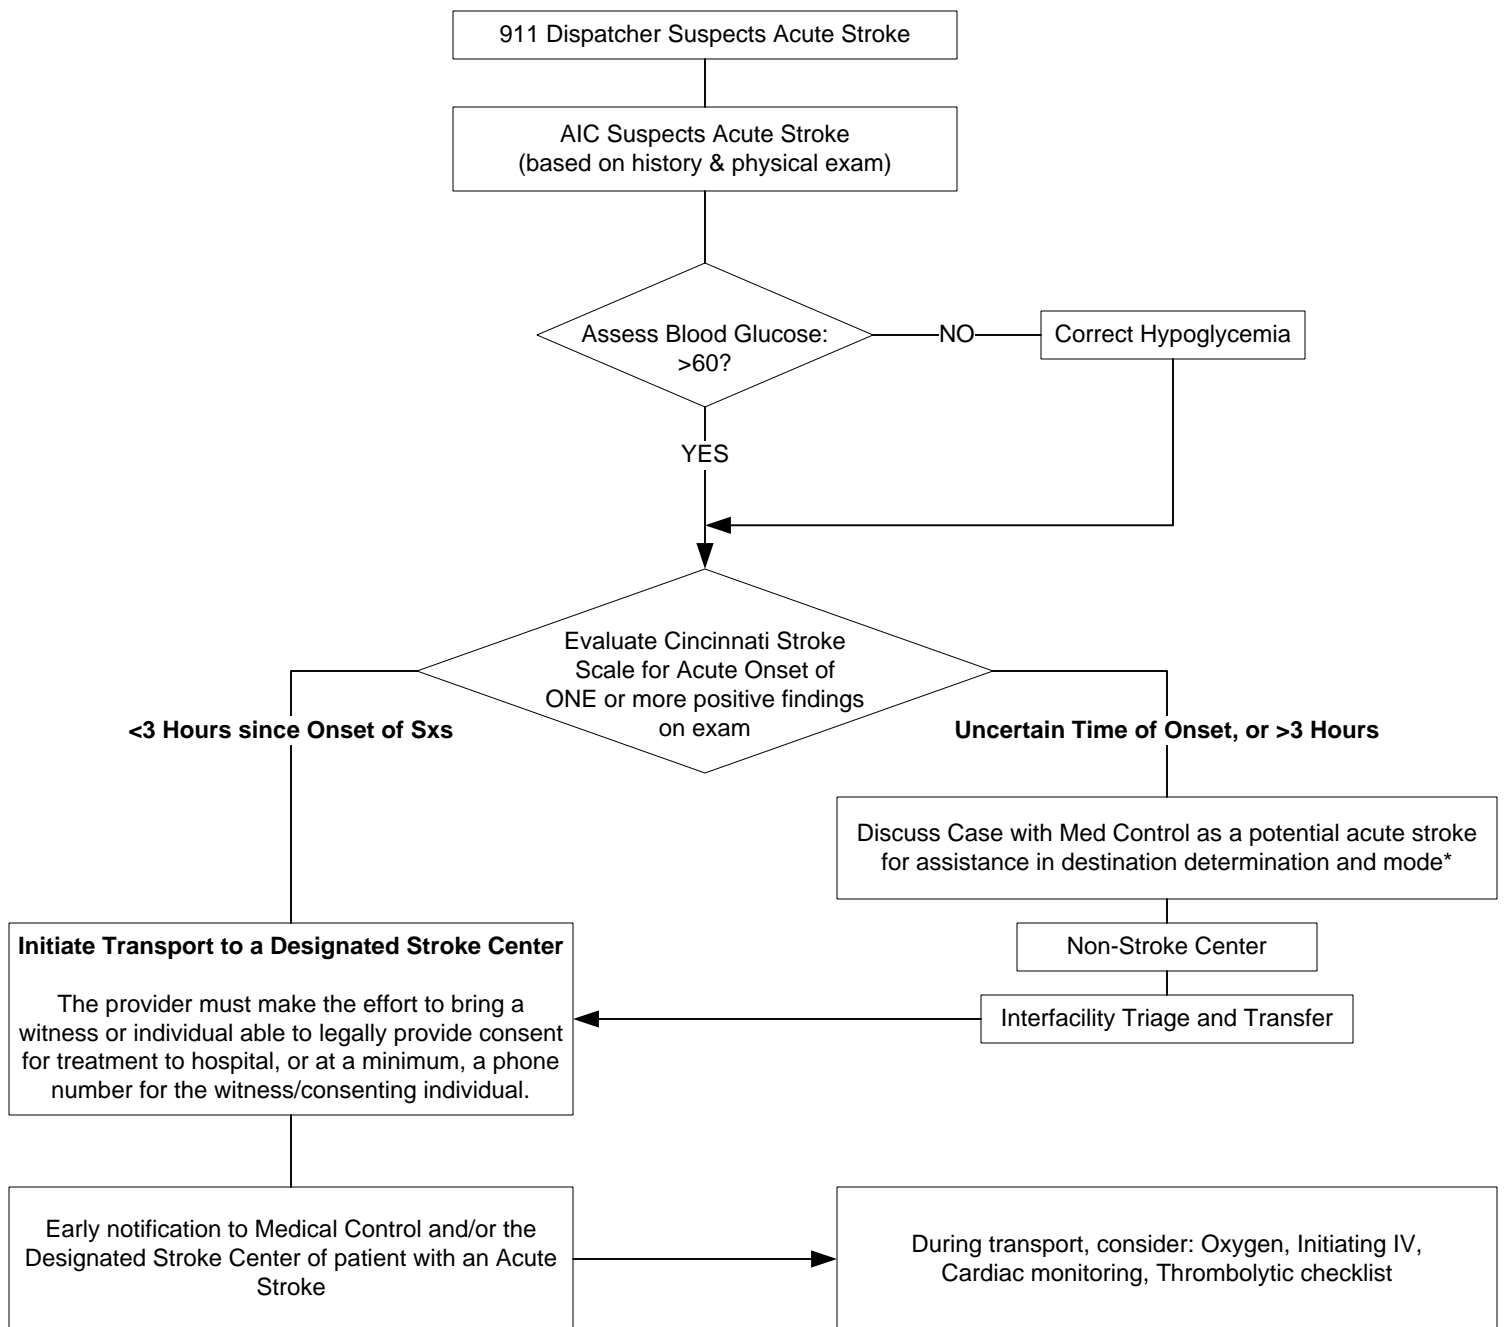 911 Dispatcher Suspects Acute Stroke
AIC Suspects Acute Stroke
(based on history & physical exam)
Assess Blood Glucose:
>60?
NO
Correct Hypoglycemia
YES
Evaluate Cincinnati Stroke
Scale for Acute Onset of
ONE or more positive findings
on exam
<3 Hours since Onset of Sxs
Uncertain Time of Onset, or >3 Hours
Discuss Case with Med Control as a potential acute stroke
for assistance in destination determination and mode*
Non-Stroke Center
Interfacility Triage and Transfer
Initiate Transport to a Designated Stroke Center
The provider must make the effort to bring a
witness or individual able to legally provide consent
for treatment to hospital, or at a minimum, a phone
number for the witness/consenting individual.
Early notification to Medical Control and/or the
Designated Stroke Center of patient with an Acute
Stroke
During transport, consider: Oxygen, Initiating IV,
Cardiac monitoring, Thrombolytic checklist